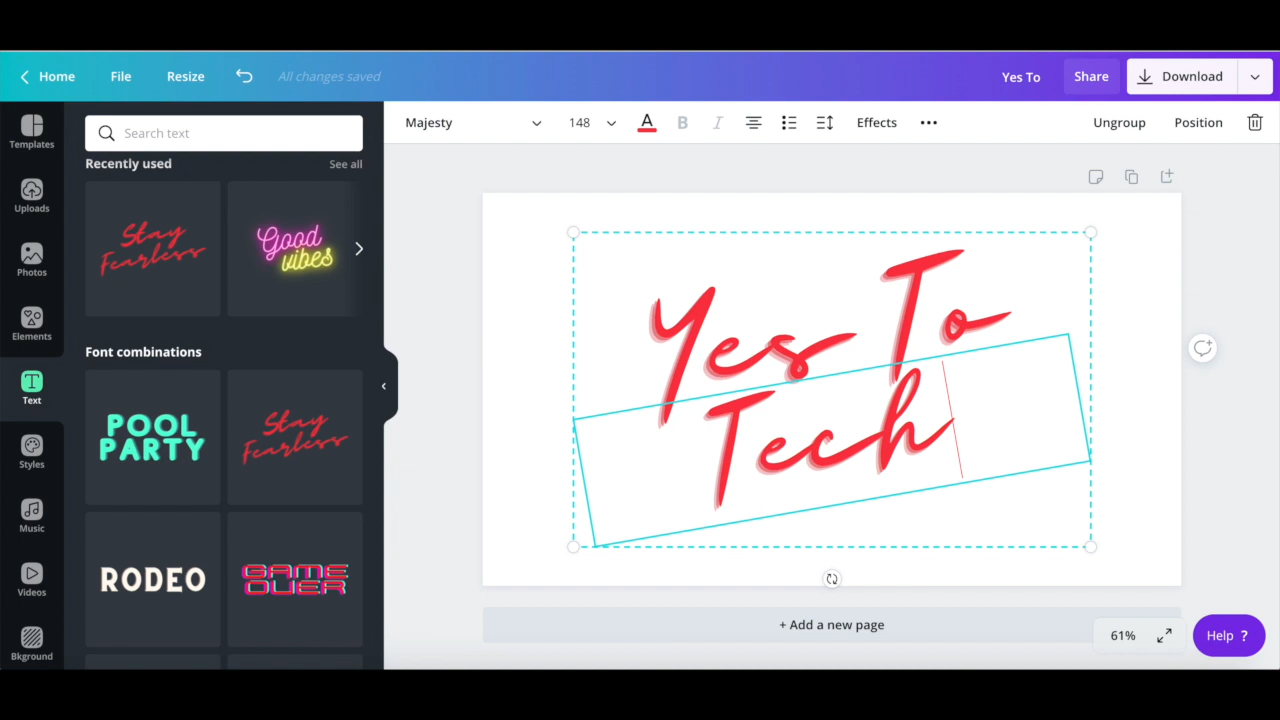 Home File Resize All changes saved Yes To Share Download
Search text
Majesty 148 A B I Effects ••• Ungroup Position
Templates
Recently used See all
Uploads
Stay
Fearless
Good
vibes
Photos
Elements
Font combinations
Text
POOL
PARTY
Stay
Fearless
Styles
Music
Videos
RODEO
GAME
OVER
Bkground
Yes To
Tech
+ Add a new page
61%
Help ?